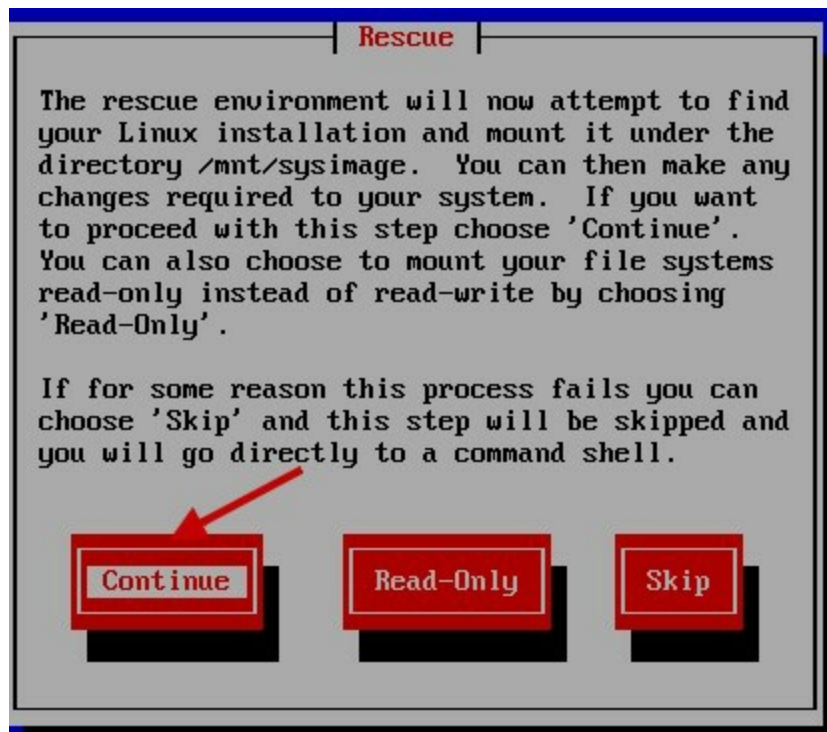 Rescue
The rescue environment will now attempt to find
your Linux installation and mount it under the
directory /mnt/sysimage.  You can then make any
changes required to your system.  If you want
to proceed with this step choose 'Continue'.
You can also choose to mount your file systems
read-only instead of read-write by choosing
'Read-Only'.
If for some reason this process fails you can
choose 'Skip' and this step will be skipped and
you will go directly to a command shell.
Continue Read-Only Skip